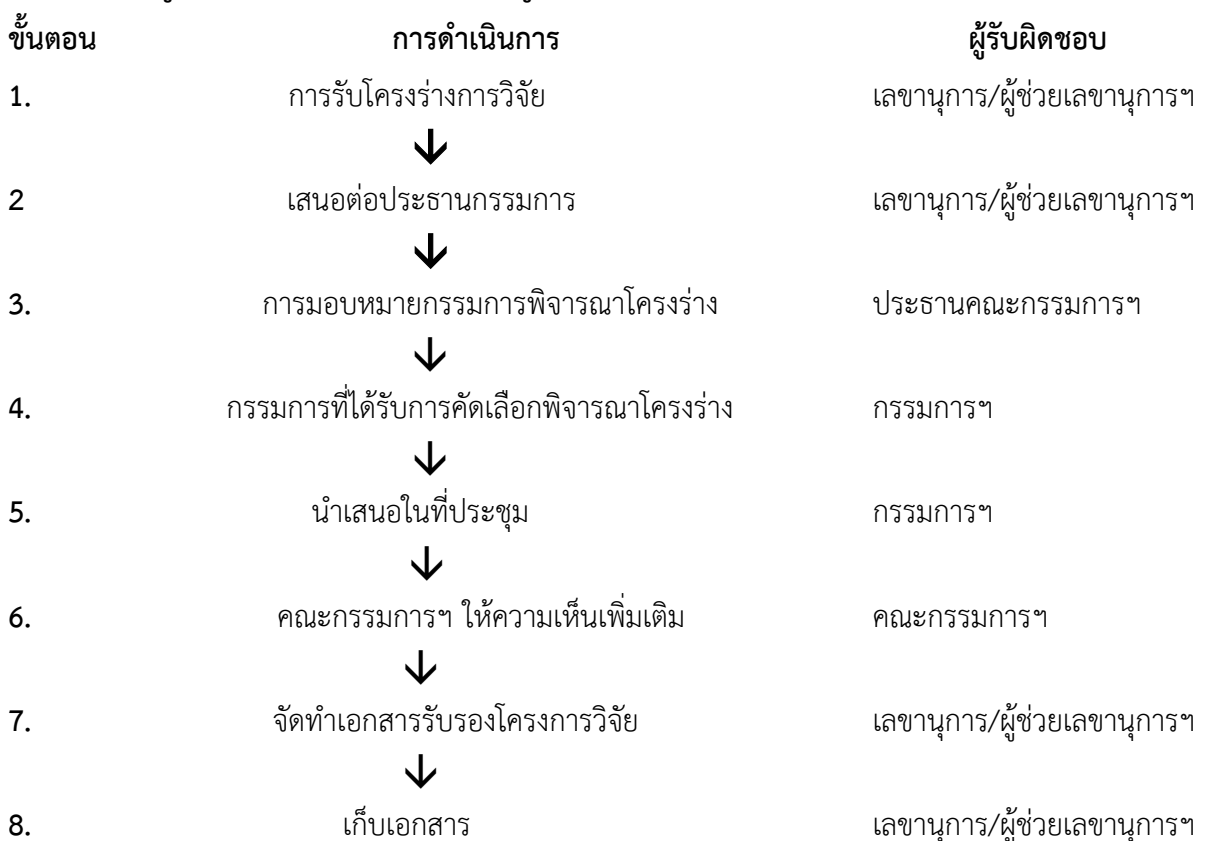 ขั้นตอน การดำเนินการ ผู้รับผิดชอบ
1. การรับโครงร่างการวิจัย เลขานุการ/ผู้ช่วยเลขานุการฯ
2 เสนอต่อประธานกรรมการ เลขานุการ/ผู้ช่วยเลขานุการฯ
3. การมอบหมายกรรมการพิจารณาโครงร่าง ประธานคณะกรรมการฯ
4. กรรมการที่ได้รับการคัดเลือกพิจารณาโครงร่าง กรรมการฯ
5. นำเสนอในที่ประชุม กรรมการฯ
6. คณะกรรมการฯ ให้ความเห็นเพิ่มเติม คณะกรรมการฯ
7. จัดทำเอกสารรับรองโครงการวิจัย เลขานุการ/ผู้ช่วยเลขานุการฯ
8. เก็บเอกสาร เลขานุการ/ผู้ช่วยเลขานุการฯ